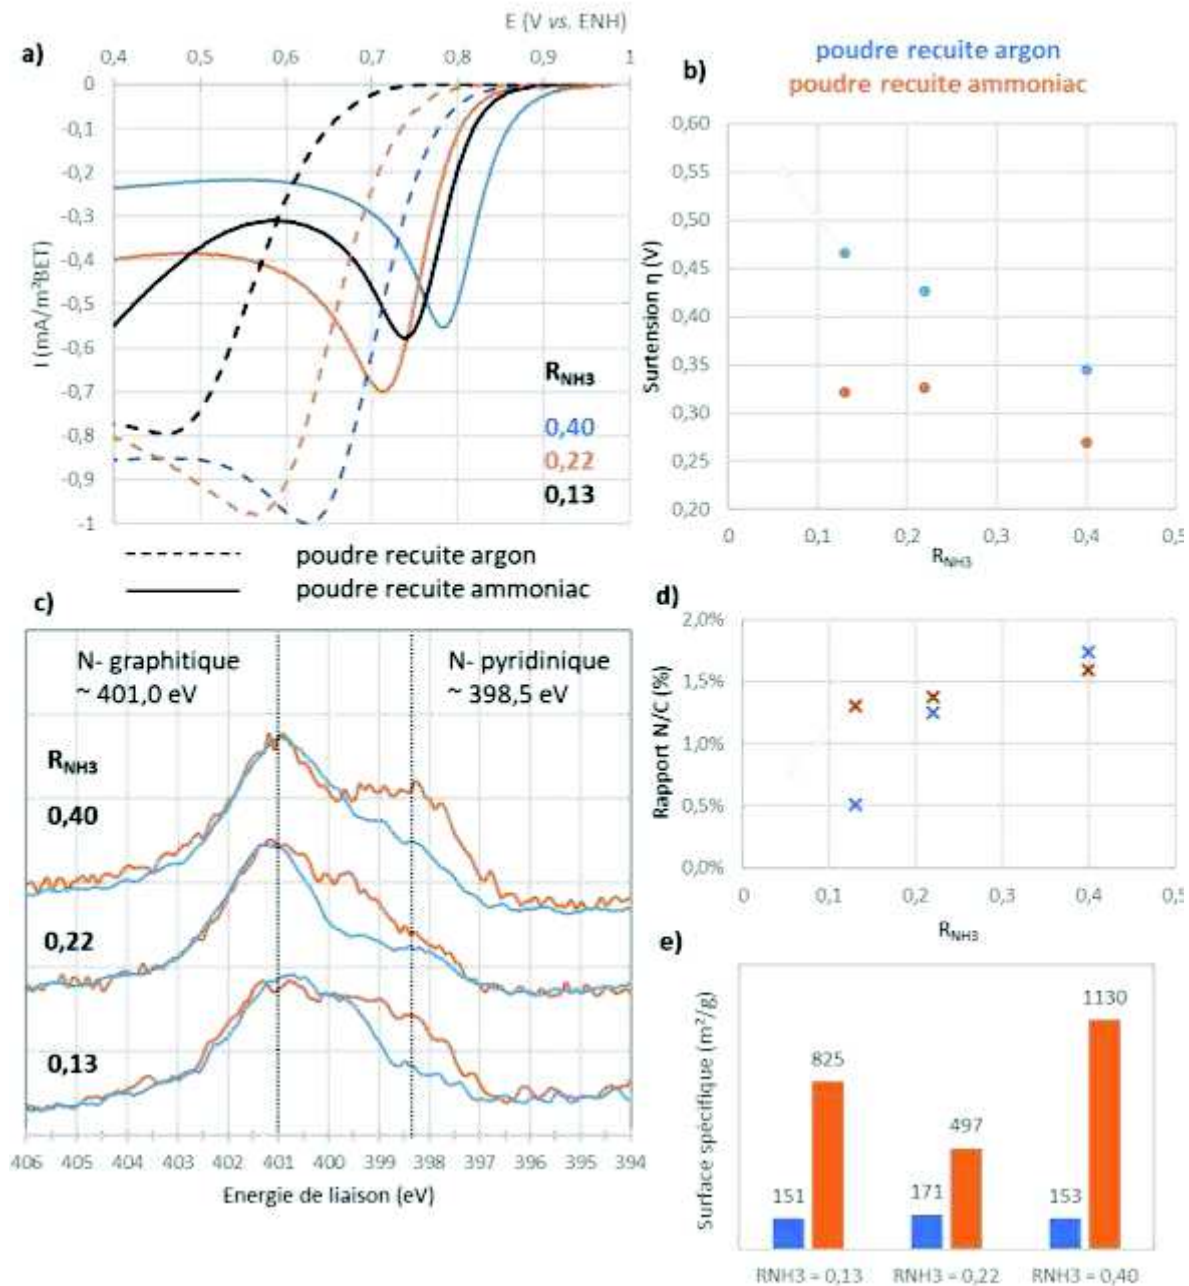 E (V vs. ENH)
a)
0,4 0,5 0,6 0,7 0,8 0,9 1
0
-0,1
-0,2
-0,3
-0,4
-0,5
-0,6
-0,7
-0,8
-0,9
-1
I (mA/m²BET)
R_NH3
0,40
0,22
0,13
poudre recuite argon
poudre recuite ammoniac
b)
poudre recuite argon
poudre recuite ammoniac
0,60
0,55
0,50
0,45
0,40
0,35
0,30
0,25
0,20
Surtension η (V)
0 0,1 0,2 0,3 0,4 0,5
R_NH3
c)
N- graphitique
~ 401,0 eV
N- pyridinique
~ 398,5 eV
R_NH3
0,40
0,22
0,13
406 405 404 403 402 401 400 399 398 397 396 395 394
Energie de liaison (eV)
d)
2,0%
1,5%
1,0%
0,5%
0,0%
Rapport N/C (%)
0 0,1 0,2 0,3 0,4 0,5
R_NH3
e)
Surface spécifique (m²/g)
151 825 171 497 153 1130
RNH3 = 0,13 RNH3 = 0,22 RNH3 = 0,40